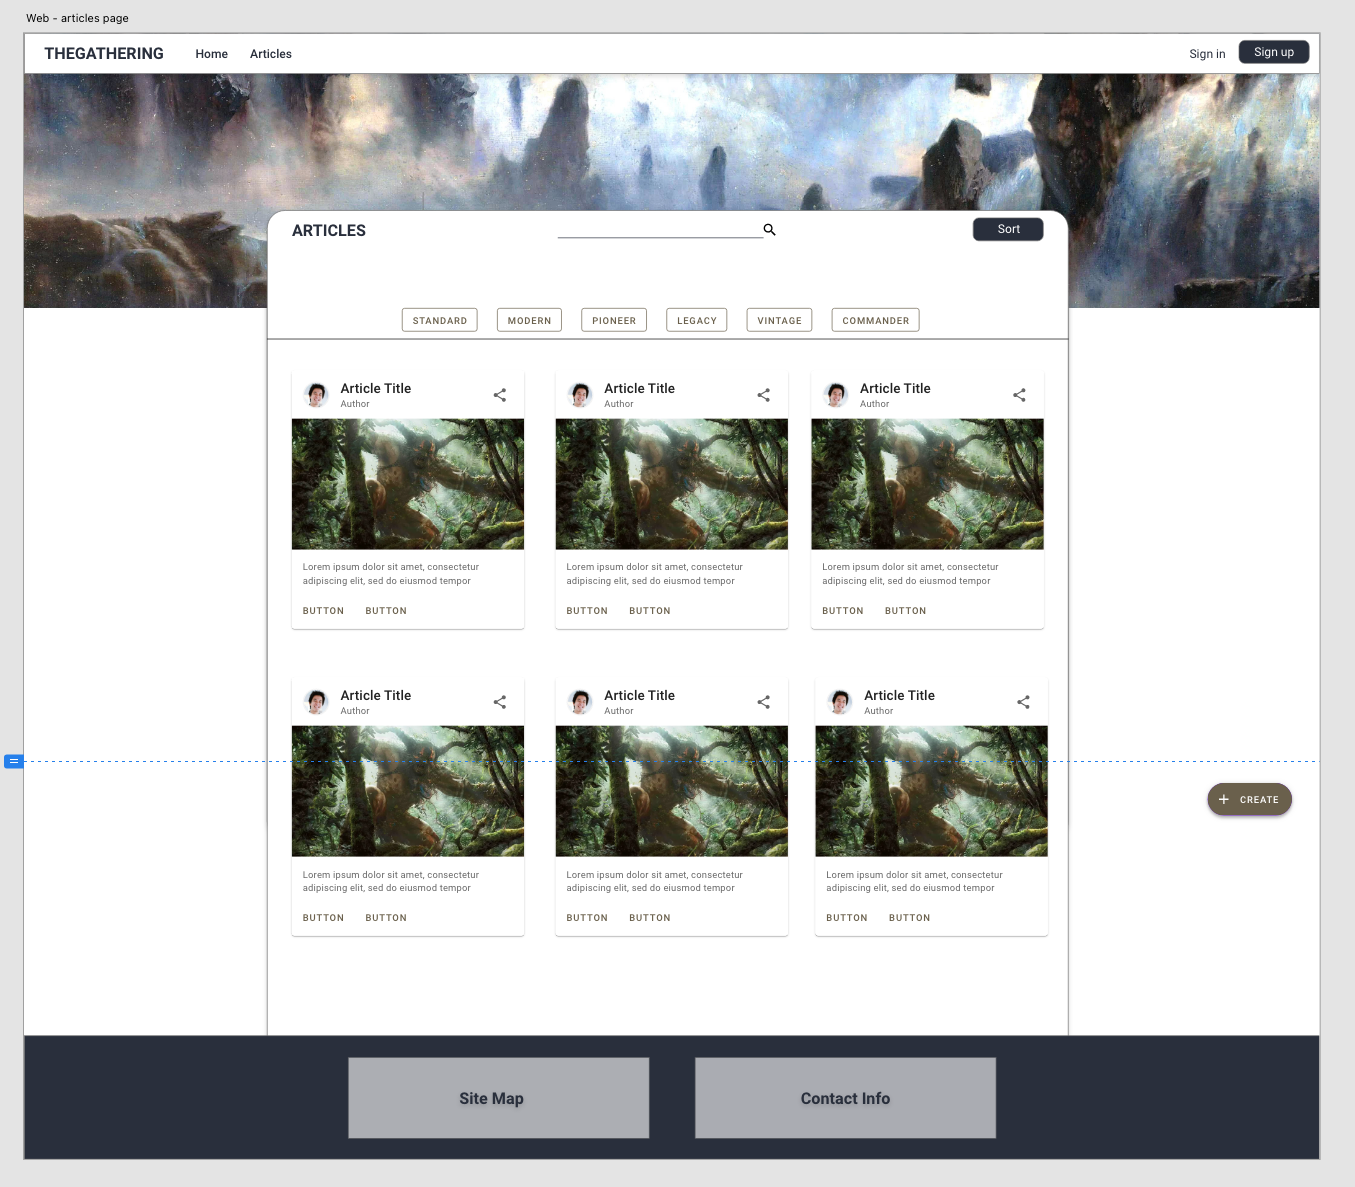 Web - articles page
THEGATHERING Home Articles Sign in Sign up
ARTICLES Sort
STANDARD MODERN PIONEER LEGACY VINTAGE COMMANDER
Article Title
Author
Lorem ipsum dolor sit amet, consectetur
adipiscing elit, sed do eiusmod tempor
BUTTON BUTTON
Article Title
Author
Lorem ipsum dolor sit amet, consectetur
adipiscing elit, sed do eiusmod tempor
BUTTON BUTTON
Article Title
Author
Lorem ipsum dolor sit amet, consectetur
adipiscing elit, sed do eiusmod tempor
BUTTON BUTTON
Article Title
Author
Lorem ipsum dolor sit amet, consectetur
adipiscing elit, sed do eiusmod tempor
BUTTON BUTTON
Article Title
Author
Lorem ipsum dolor sit amet, consectetur
adipiscing elit, sed do eiusmod tempor
BUTTON BUTTON
Article Title
Author
Lorem ipsum dolor sit amet, consectetur
adipiscing elit, sed do eiusmod tempor
BUTTON BUTTON
+ CREATE
Site Map
Contact Info